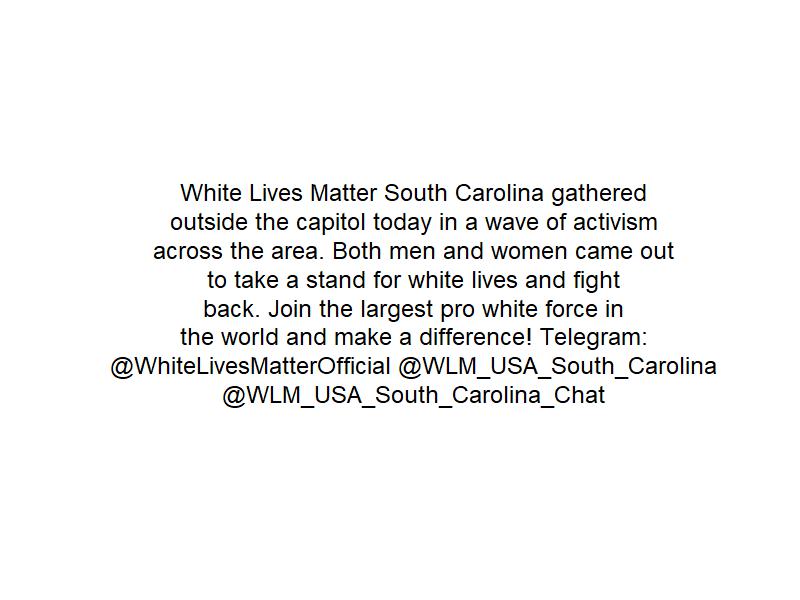 White Lives Matter South Carolina gathered
outside the capitol today in a wave of activism
across the area. Both men and women came out
to take a stand for white lives and fight
back. Join the largest pro white force in
the world and make a difference! Telegram:
@WhiteLivesMatterOfficial @WLM_USA_South_Carolina
@WLM_USA_South_Carolina_Chat